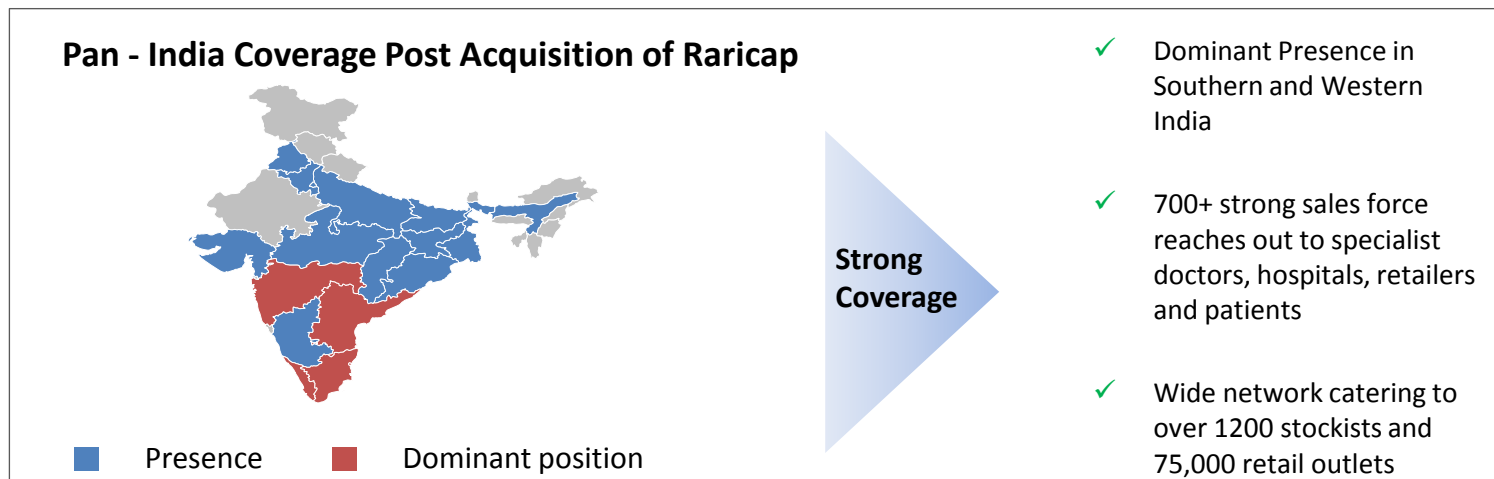 Pan - India Coverage Post Acquisition of Raricap
Presence
Dominant position
Strong
Coverage
✓ Dominant Presence in
Southern and Western
India
✓ 700+ strong sales force
reaches out to specialist
doctors, hospitals, retailers
and patients
✓ Wide network catering to
over 1200 stockists and
75,000 retail outlets